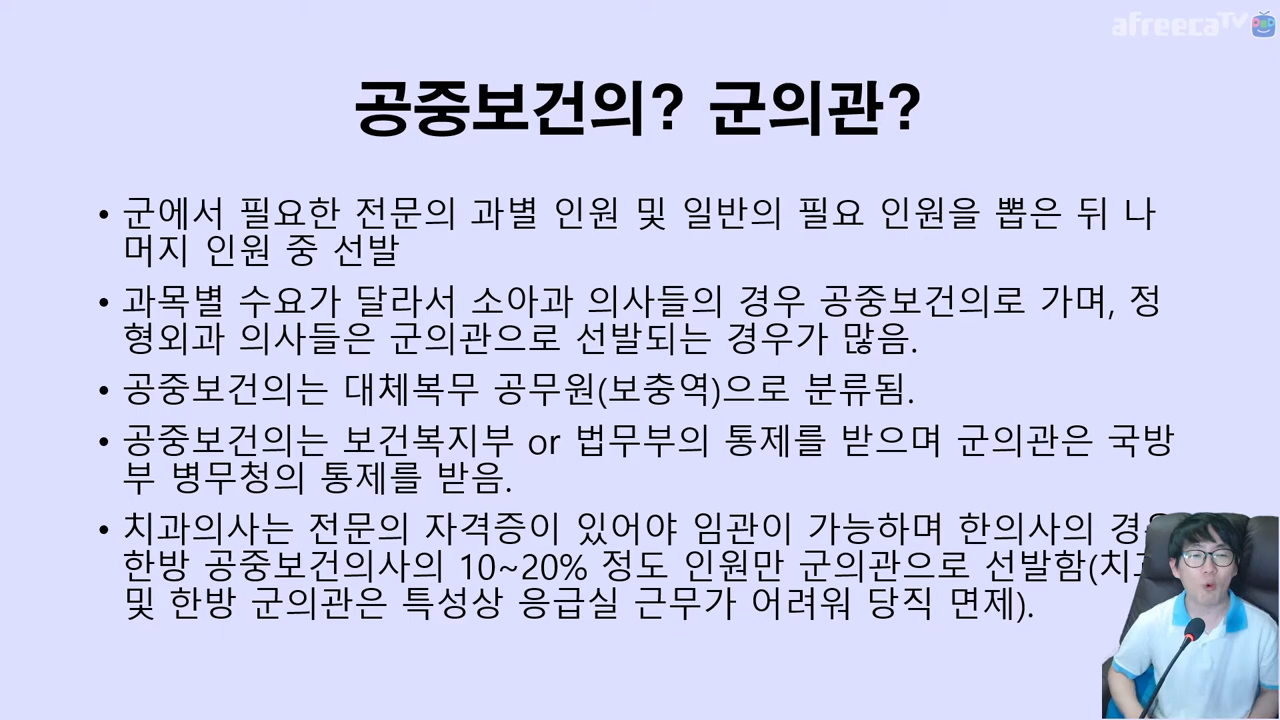 afreecaTV
공중보건의? 군의관?
• 군에서 필요한 전문의 과별 인원 및 일반의 필요 인원을 뽑은 뒤 나
머지 인원 중 선발
• 과목별 수요가 달라서 소아과 의사들의 경우 공중보건의로 가며, 정
형외과 의사들은 군의관으로 선발되는 경우가 많음.
• 공중보건의는 대체복무 공무원(보충역)으로 분류됨.
• 공중보건의는 보건복지부 or 법무부의 통제를 받으며 군의관은 국방
부 병무청의 통제를 받음.
• 치과의사는 전문의 자격증이 있어야 임관이 가능하며 한의사의
한방 공중보건의사의 10~20% 정도 인원만 군의관으로 선발함
및 한방 군의관은 특성상 응급실 근무가 어려워 당직 면제).